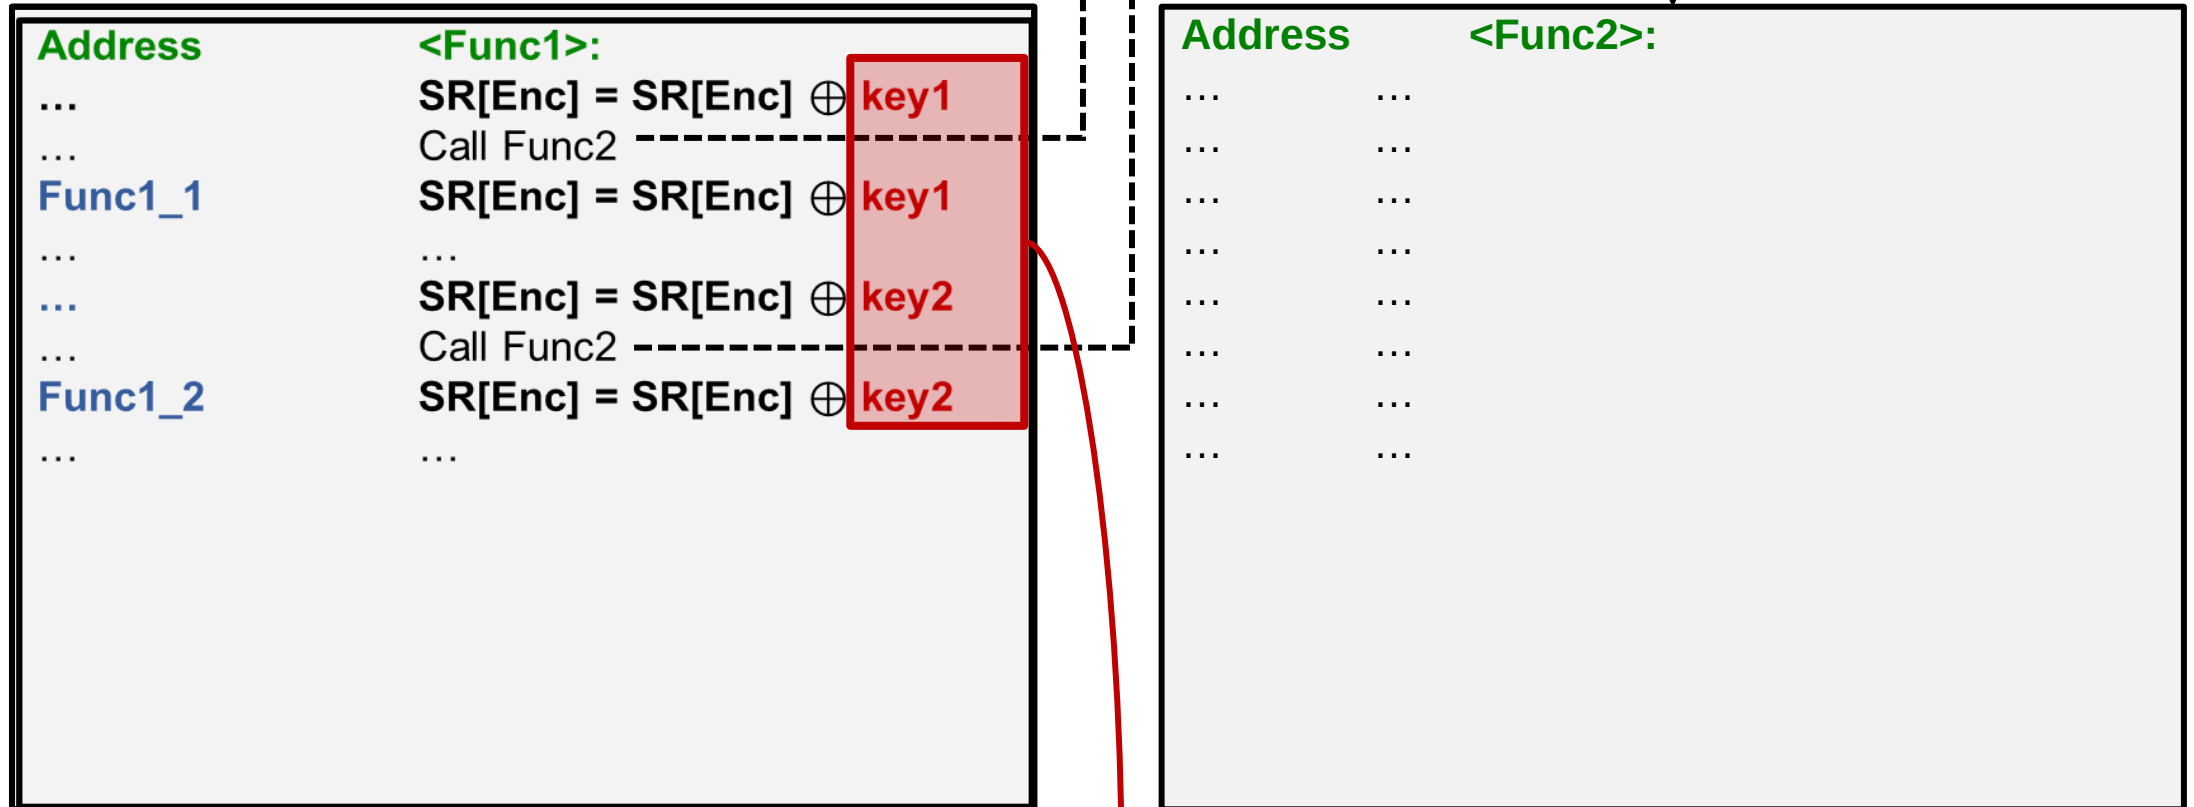 Address <Func1>:
… SR[Enc] = SR[Enc] ⊕ key1
… Call Func2
Func1_1 SR[Enc] = SR[Enc] ⊕ key1
… …
… SR[Enc] = SR[Enc] ⊕ key2
… Call Func2
Func1_2 SR[Enc] = SR[Enc] ⊕ key2
… …
Address <Func2>:
… …
… …
… …
… …
… …
… …
… …
… …